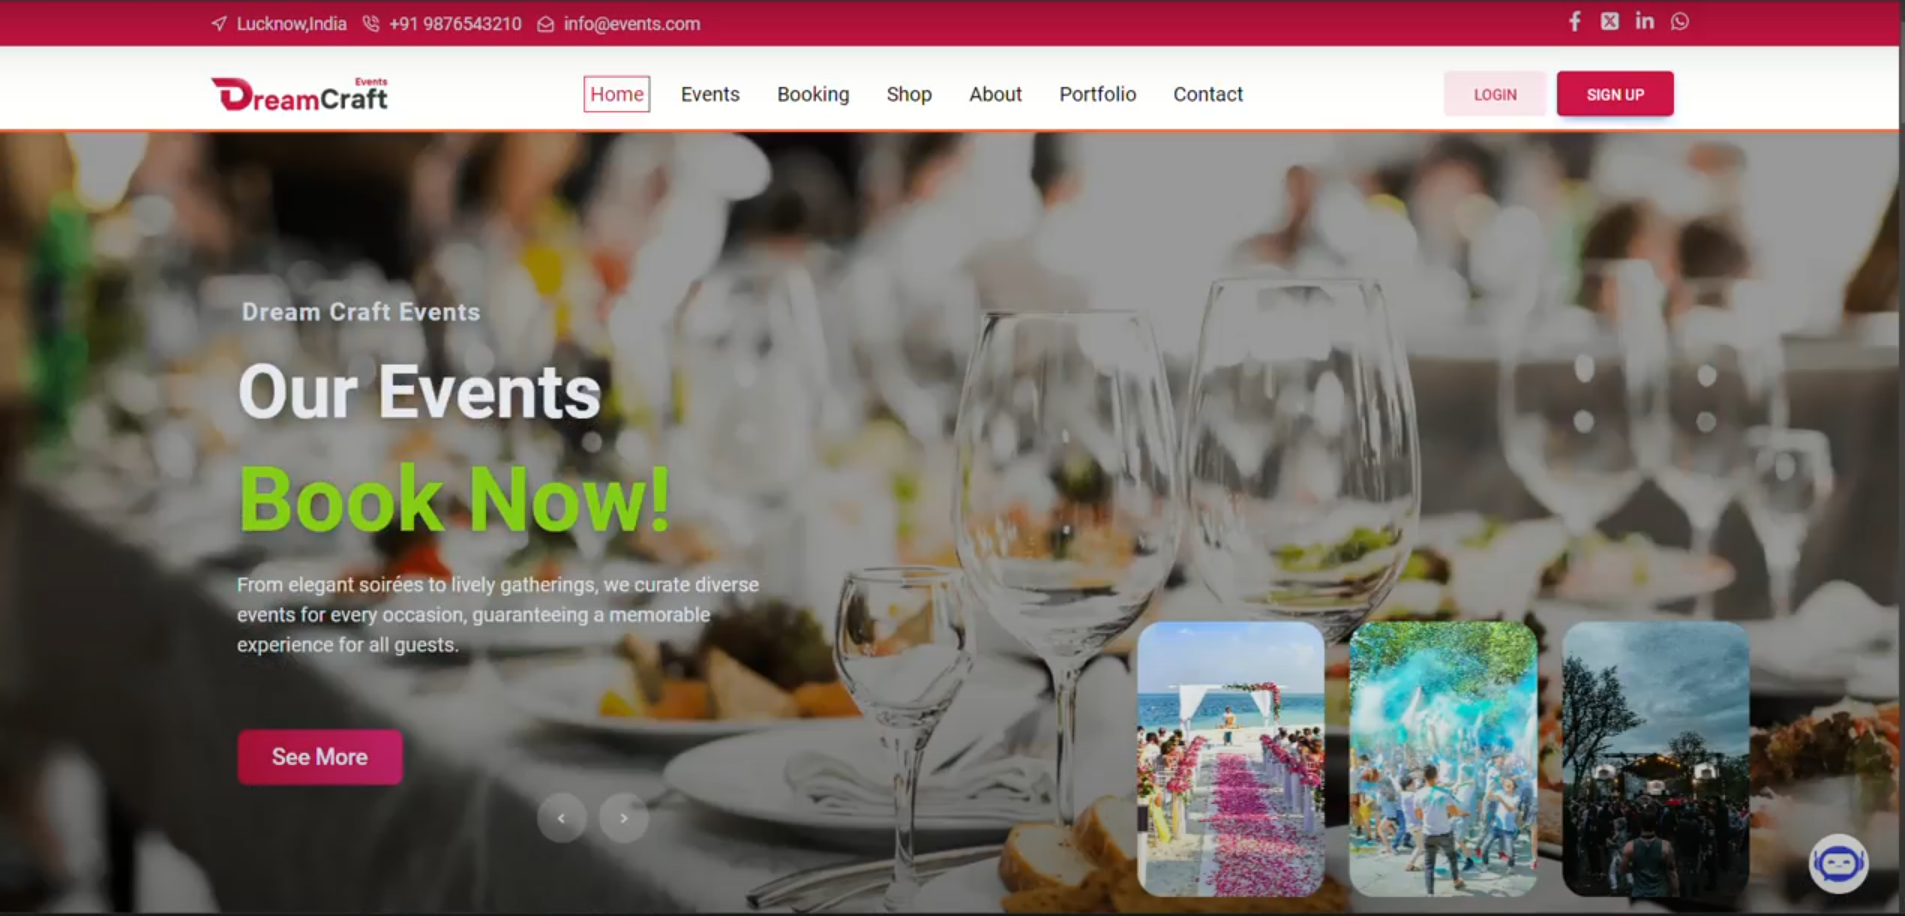 Lucknow,India +91 9876543210 info@events.com
Events
DreamCraft
Home Events Booking Shop About Portfolio Contact
LOGIN SIGN UP
Dream Craft Events
Our Events
Book Now!
From elegant soirées to lively gatherings, we curate diverse
events for every occasion, guaranteeing a memorable
experience for all guests.
See More